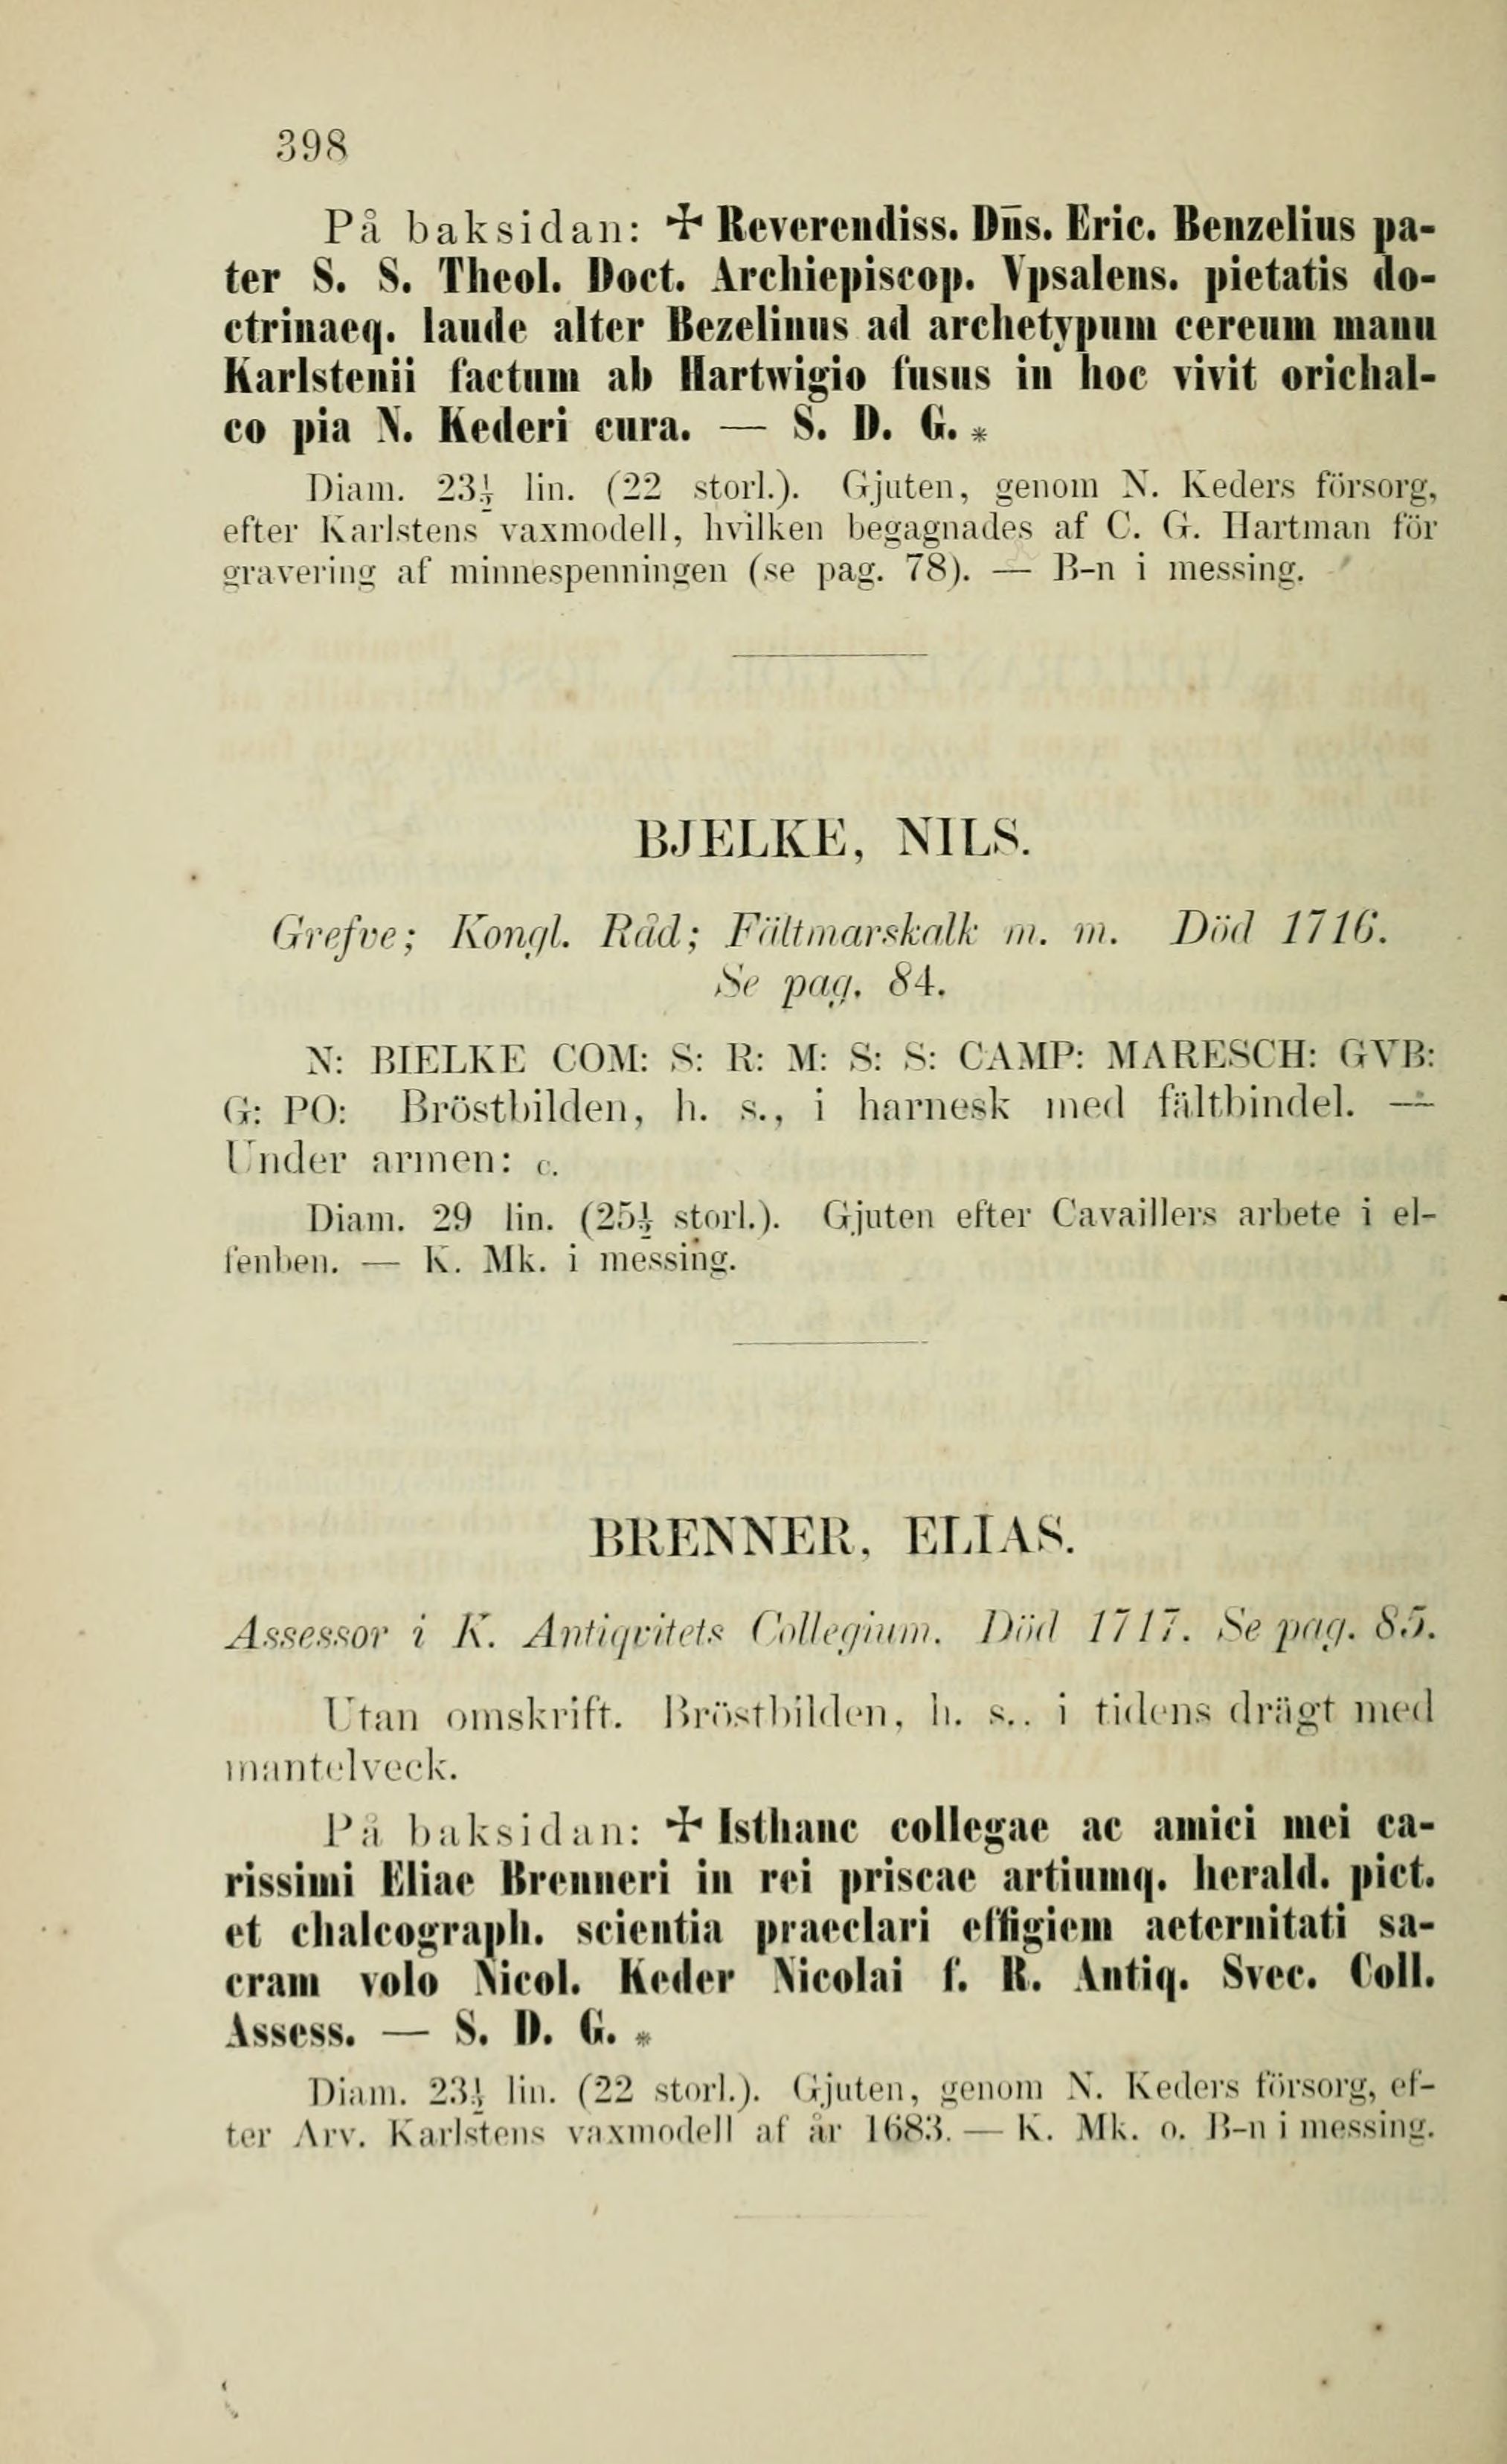 398
På baksidan: ✢ Reverendiss. Dn̄s. Eric. Benzelius pa-
ter S. S. Theol. Doct. Archiepiscop. Vpsalens. pietatis do-
ctrinaeq. laude alter Bezelinus ad archetypum cereum manu
Karlstenii factum ab Hartwigio fusus in hoc vivit orichal-
co pia N. Kederi cura. — S. D. G. *
Diam. 23½ lin. (22 storl.). Gjuten, genom N. Keders försorg,
efter Karlstens vaxmodell, hvilken begagnades af C. G. Hartman för
gravering af minnespenningen (se pag. 78). — B-n i messing.
BJELKE, NILS.
Grefve; Kongl. Råd; Fältmarskalk m. m. Död 1716.
Se pag. 84.
N: BIELKE COM: S: R: M: S: S: CAMP: MARESCH: GVB:
G: PO: Bröstbilden, h. s., i harnesk med fältbindel. —
Under armen: c.
Diam. 29 lin. (25½ storl.). Gjuten efter Cavaillers arbete i el-
fenben. — K. Mk. i messing.
BRENNER, ELIAS.
Assessor i K. Antiqvitets Collegium. Död 1717. Se pag. 85.
Utan omskrift. Bröstbilden, h. s., i tidens drägt med
mantelveck.
På baksidan: ✢ Isthanc collegae ac amici mei ca-
rissimi Eliae Brenneri in rei priscae artiumq. herald. pict.
et chalcograph. scientia praeclari effigiem aeternitati sa-
cram volo Nicol. Keder Nicolai f. R. Antiq. Svec. Coll.
Assess. — S. D. G. *
Diam. 23½ lin. (22 storl.). Gjuten, genom N. Keders försorg, ef-
ter Arv. Karlstens vaxmodell af år 1683. — K. Mk. o. B-n i messing.